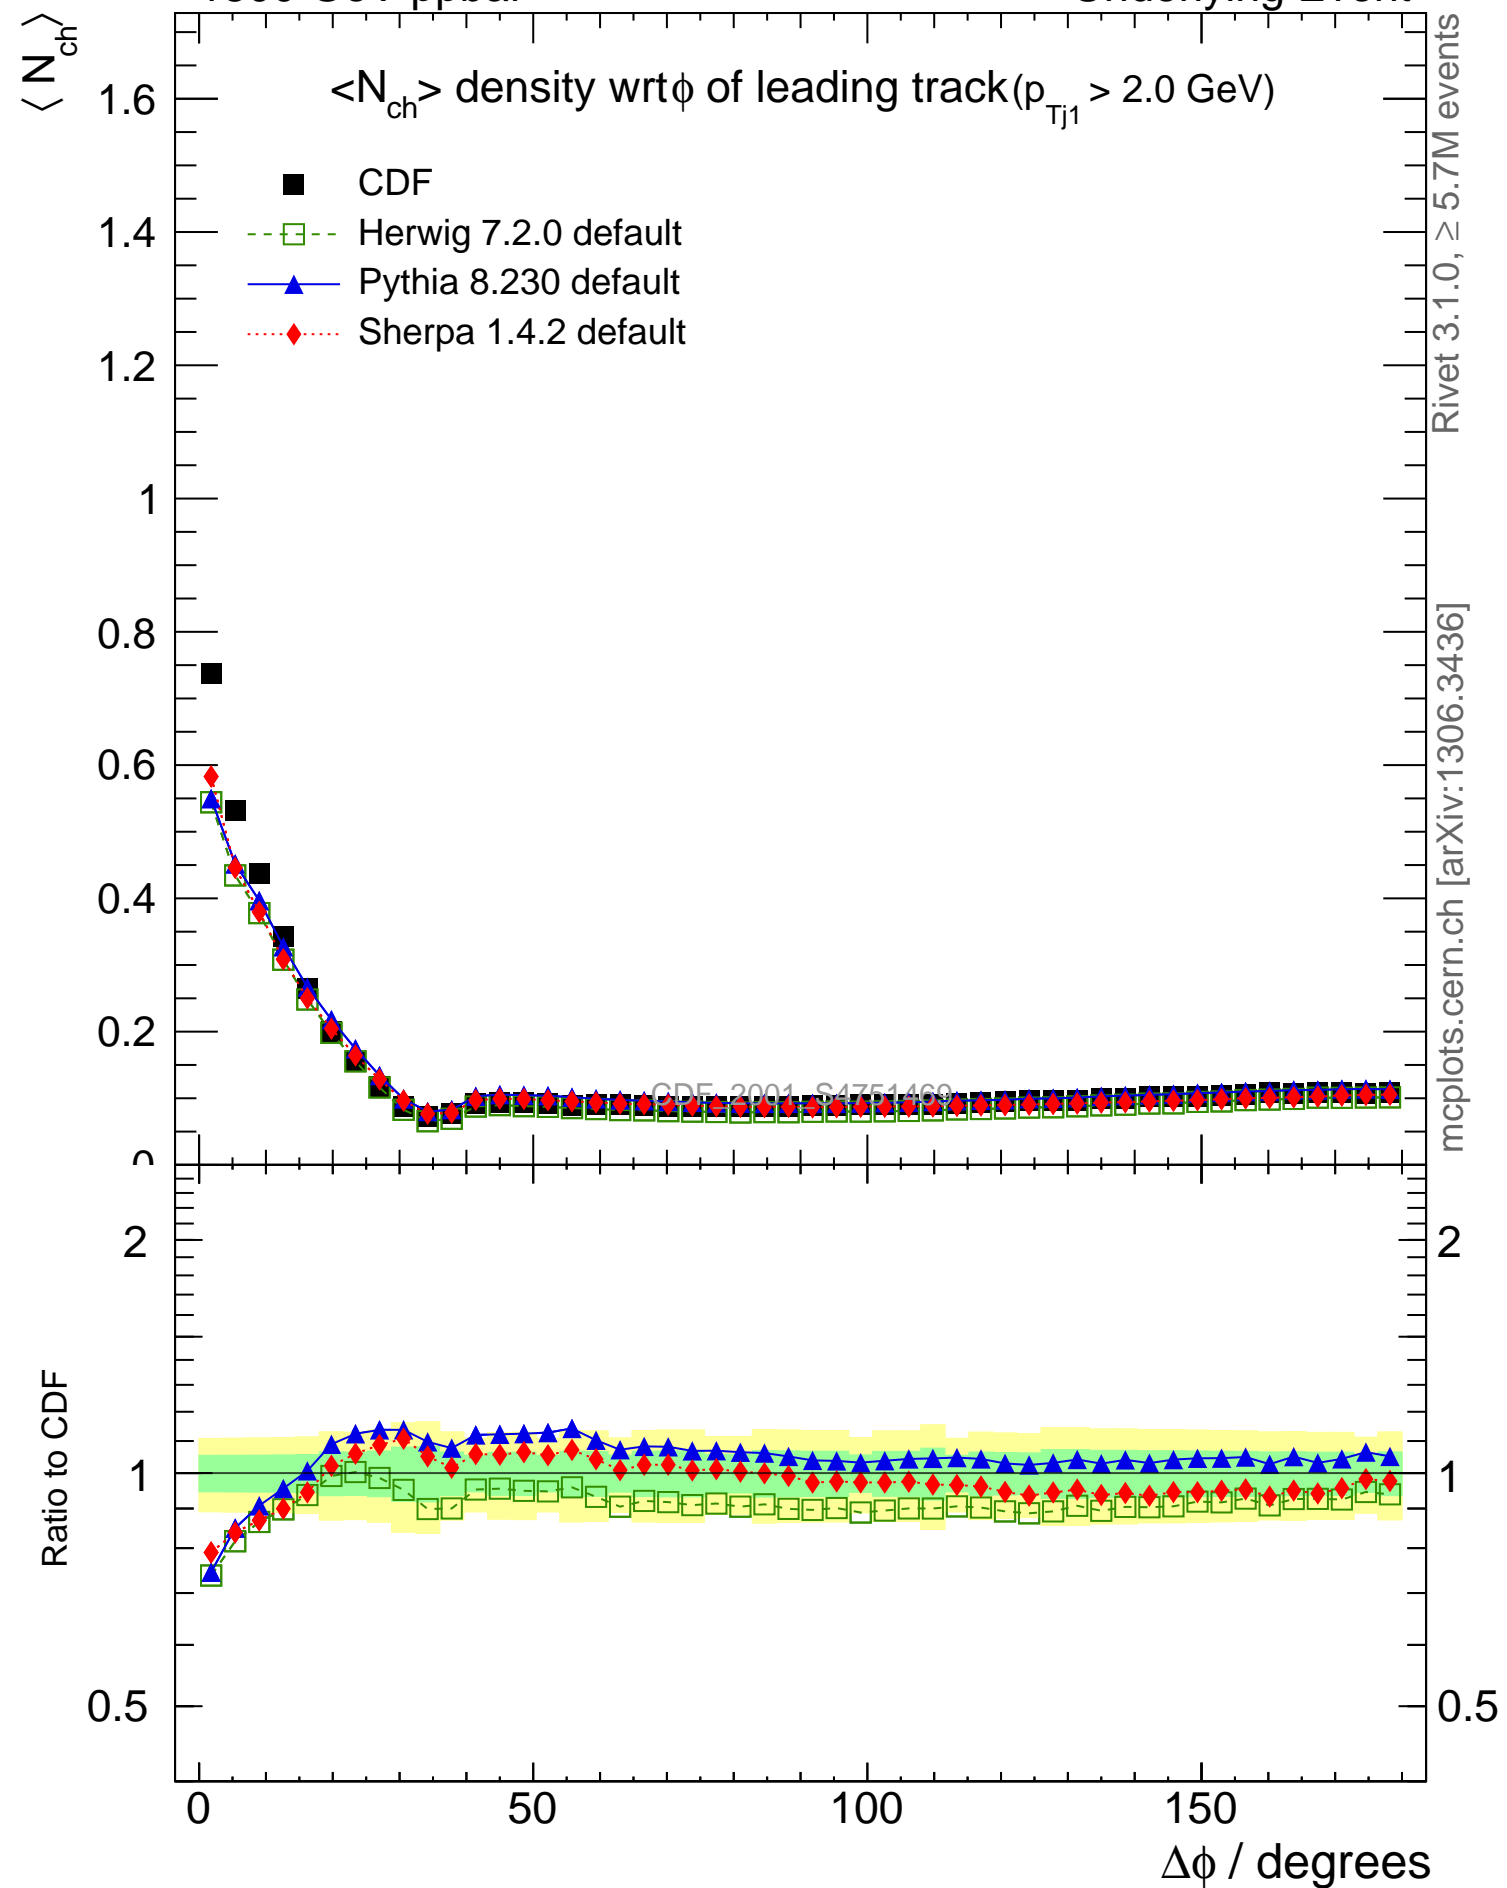 ⟨ N_ch ⟩
<N_ch> density wrt ϕ of leading track (p_Tj1 > 2.0 GeV)
CDF
Herwig 7.2.0 default
Pythia 8.230 default
Sherpa 1.4.2 default
1.6
1.4
1.2
1
0.8
0.6
0.4
0.2
0
CDF_2001_S4751469
Rivet 3.1.0, ≥ 5.7M events
mcplots.cern.ch [arXiv:1306.3436]
Ratio to CDF
2
1
0.5
2
1
0.5
0
50
100
150
Δϕ / degrees